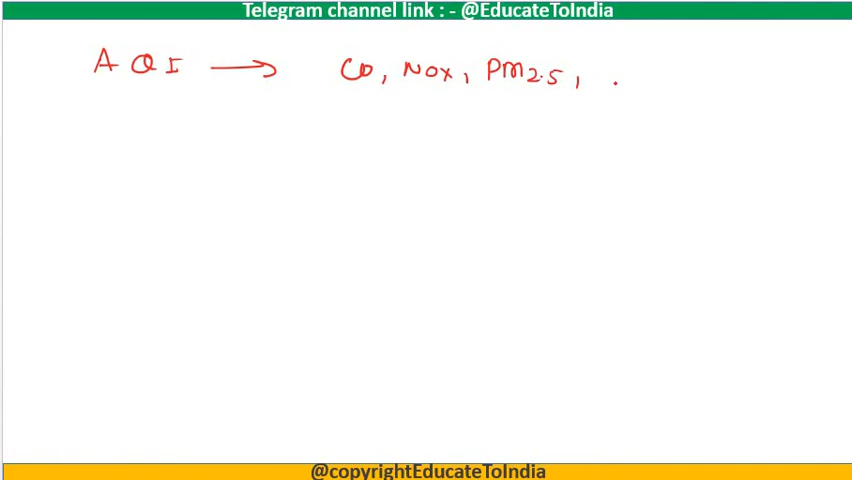 Telegram channel link : - @EducateToIndia
AQI → CO, NOx, PM2.5, .
@copyrightEducateToIndia